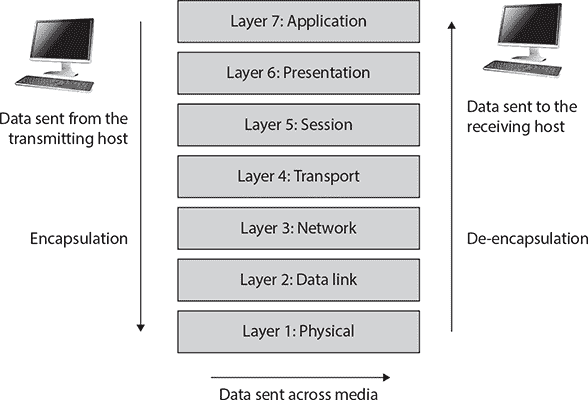 Layer 7: Application
Layer 6: Presentation
Data sent from the
transmitting host
Data sent to the
receiving host
Layer 5: Session
Layer 4: Transport
Encapsulation
Layer 3: Network
De-encapsulation
Layer 2: Data link
Layer 1: Physical
Data sent across media